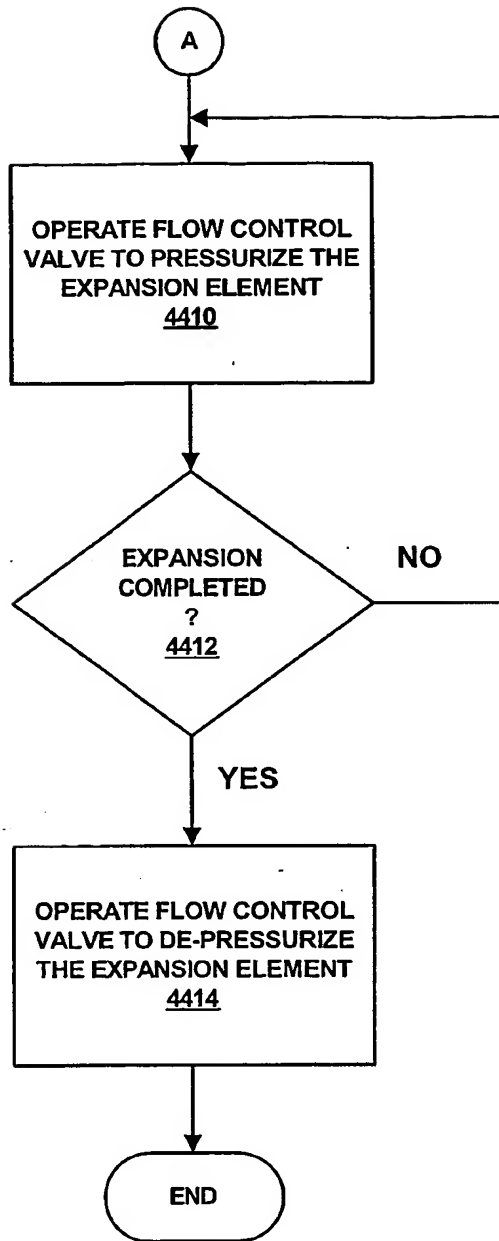 A
OPERATE FLOW CONTROL
VALVE TO PRESSURIZE THE
EXPANSION ELEMENT
4410
EXPANSION
COMPLETED
?
4412
NO
YES
OPERATE FLOW CONTROL
VALVE TO DE-PRESSURIZE
THE EXPANSION ELEMENT
4414
END